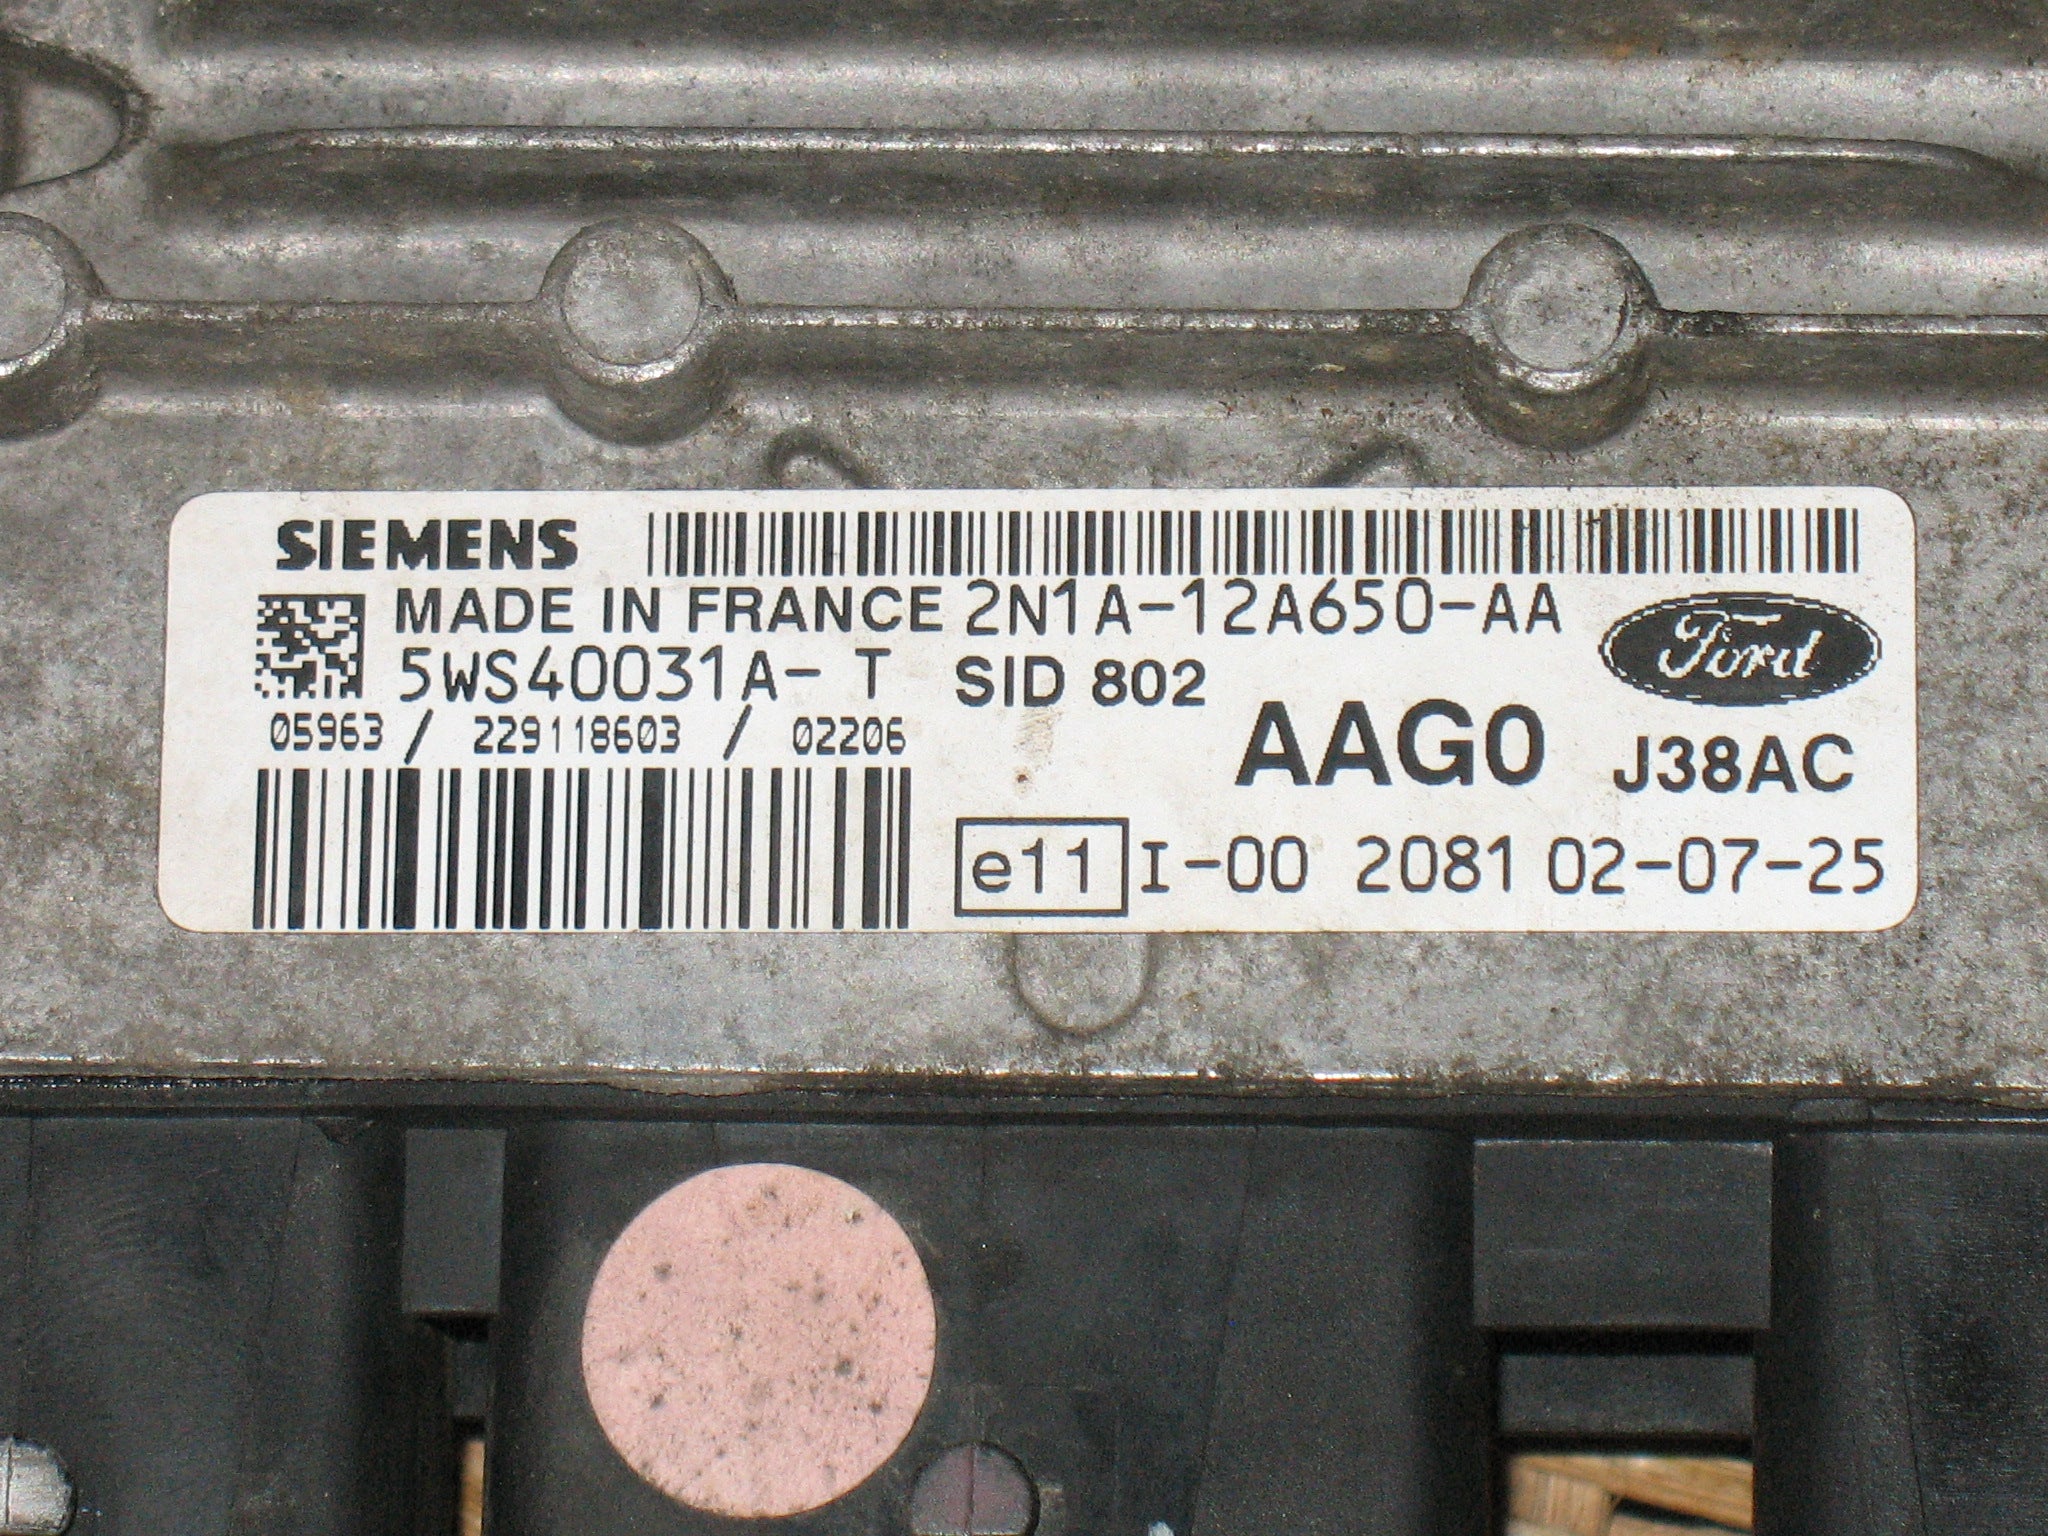 SIEMENS
MADE IN FRANCE 2N1A-12A650-AA
Ford
5WS40031A- T SID 802
05963 / 229118603 / 02206
AAG0 J38AC
e11 I-00 2081 02-07-25